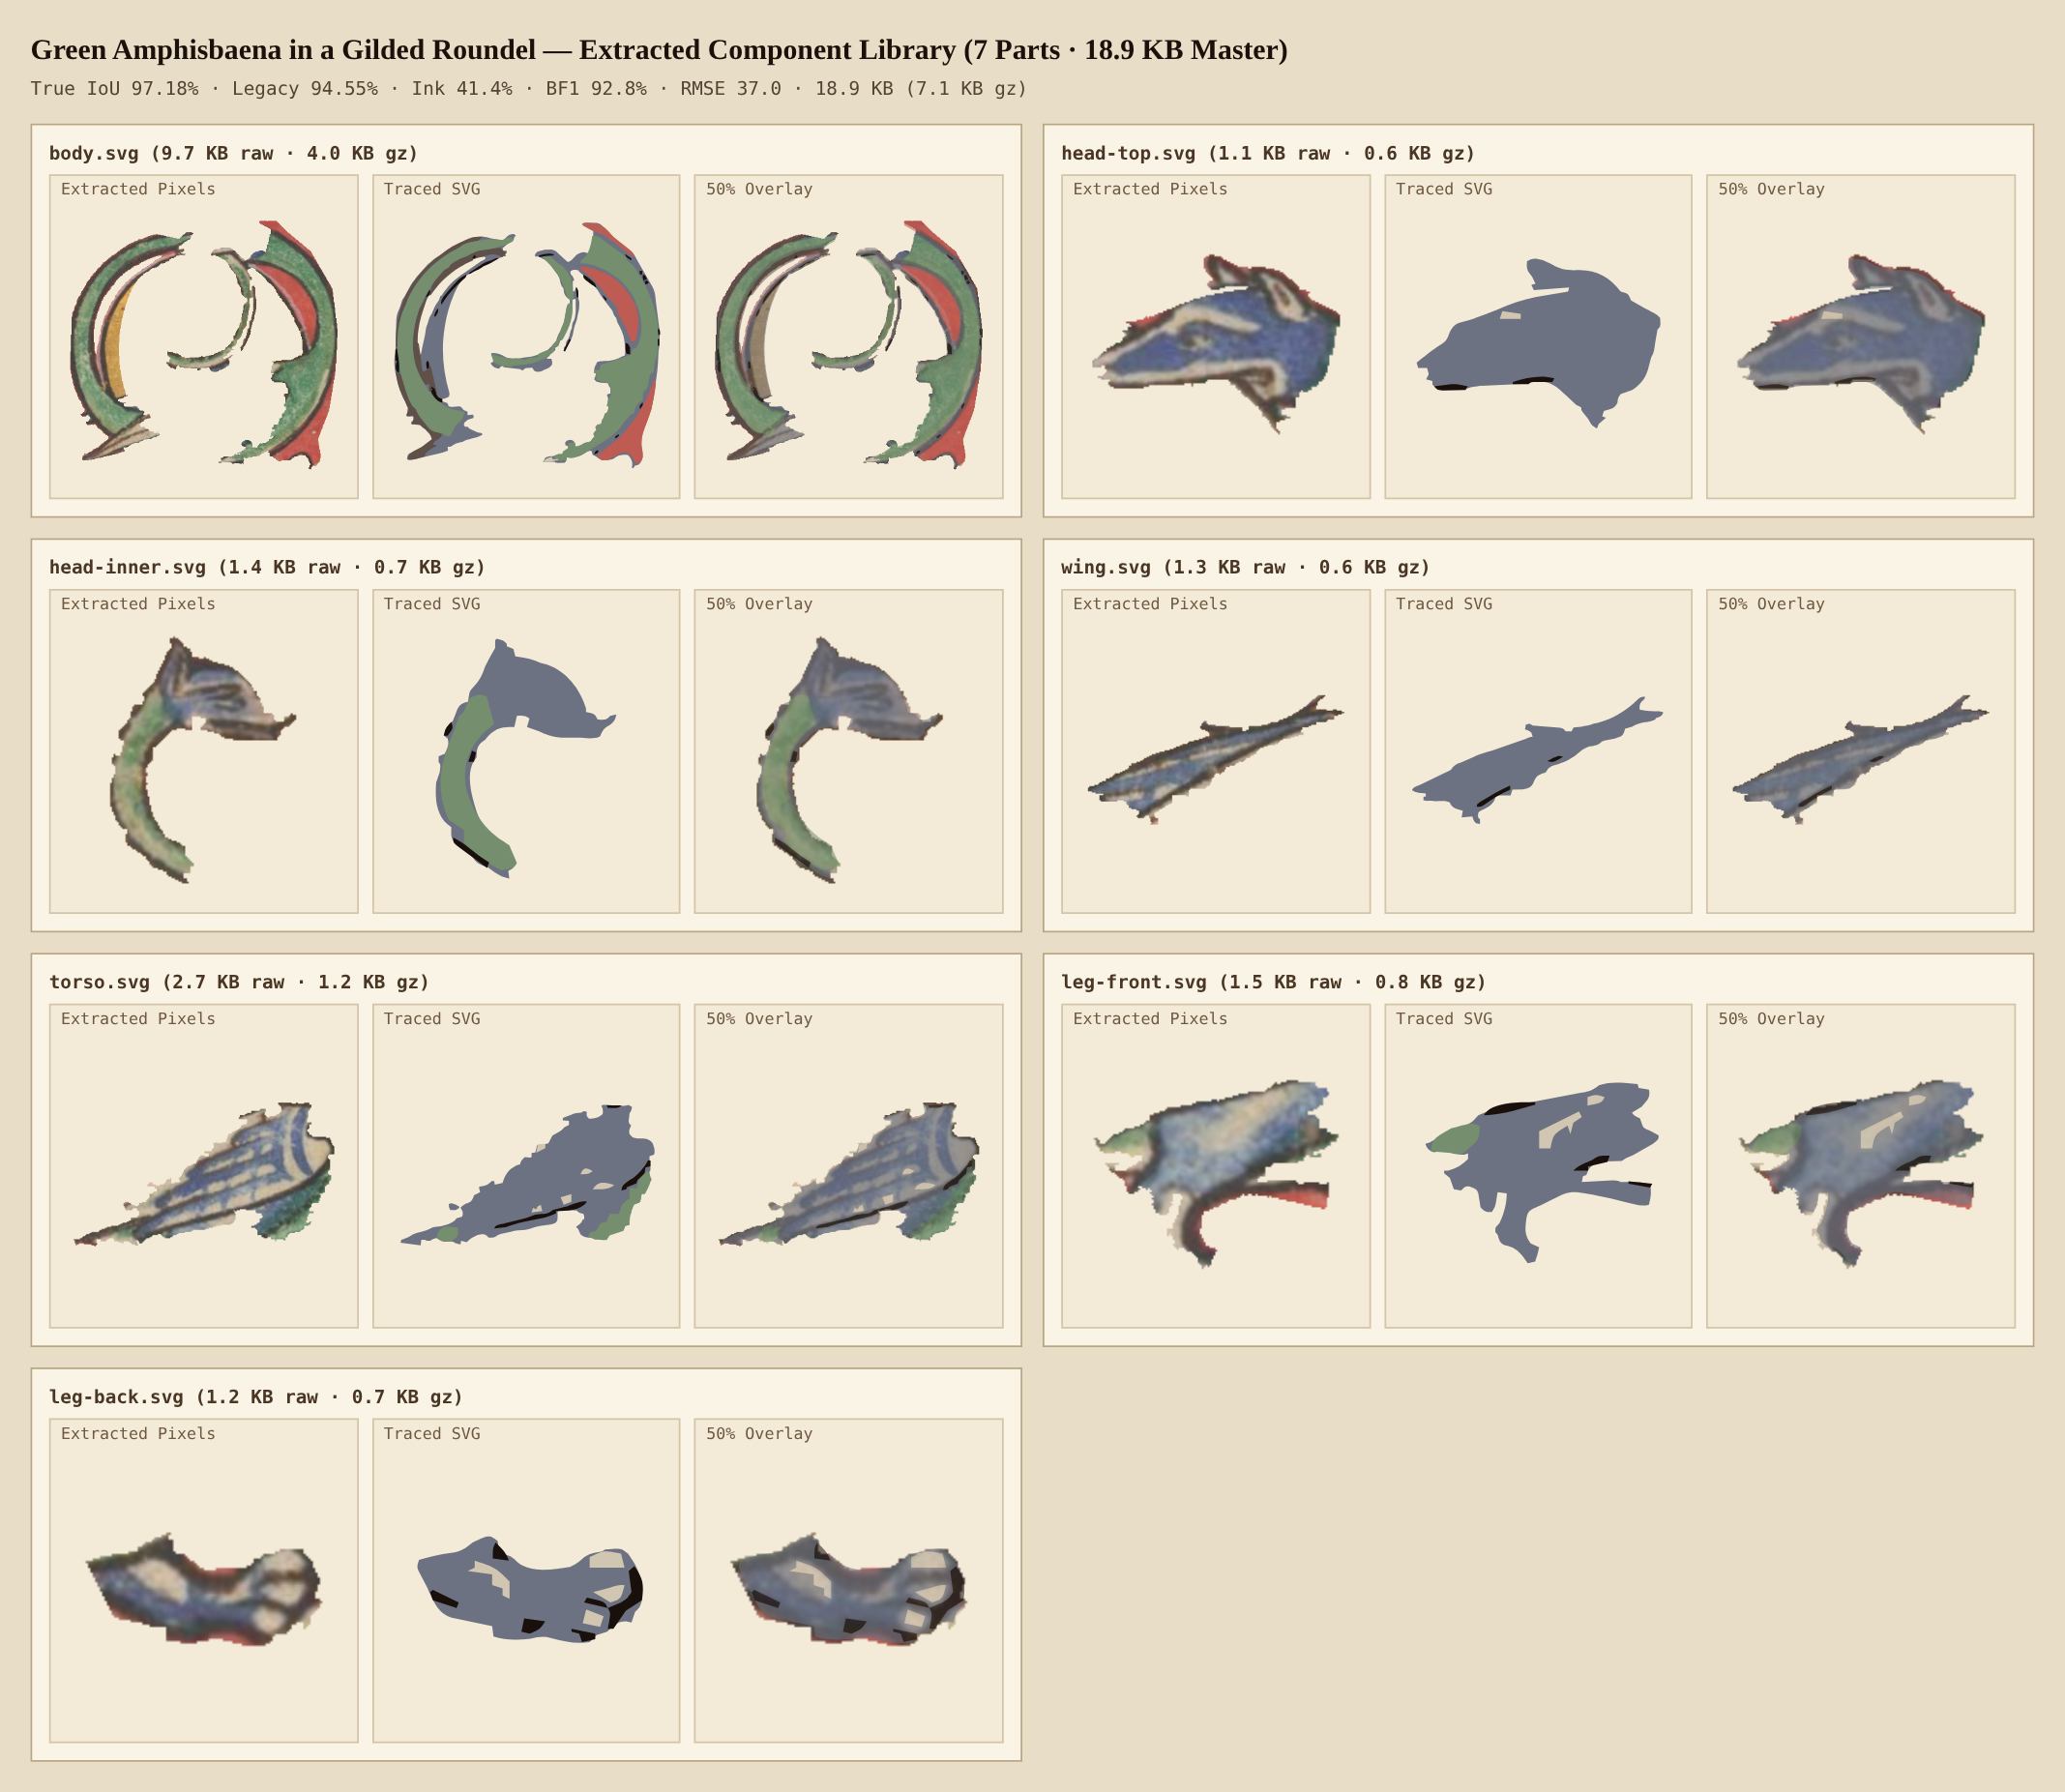 Green Amphisbaena in a Gilded Roundel — Extracted Component Library (7 Parts · 18.9 KB Master)
True IoU 97.18% · Legacy 94.55% · Ink 41.4% · BF1 92.8% · RMSE 37.0 · 18.9 KB (7.1 KB gz)
body.svg (9.7 KB raw · 4.0 KB gz)
Extracted Pixels
Traced SVG
50% Overlay
head-top.svg (1.1 KB raw · 0.6 KB gz)
Extracted Pixels
Traced SVG
50% Overlay
head-inner.svg (1.4 KB raw · 0.7 KB gz)
Extracted Pixels
Traced SVG
50% Overlay
wing.svg (1.3 KB raw · 0.6 KB gz)
Extracted Pixels
Traced SVG
50% Overlay
torso.svg (2.7 KB raw · 1.2 KB gz)
Extracted Pixels
Traced SVG
50% Overlay
leg-front.svg (1.5 KB raw · 0.8 KB gz)
Extracted Pixels
Traced SVG
50% Overlay
leg-back.svg (1.2 KB raw · 0.7 KB gz)
Extracted Pixels
Traced SVG
50% Overlay